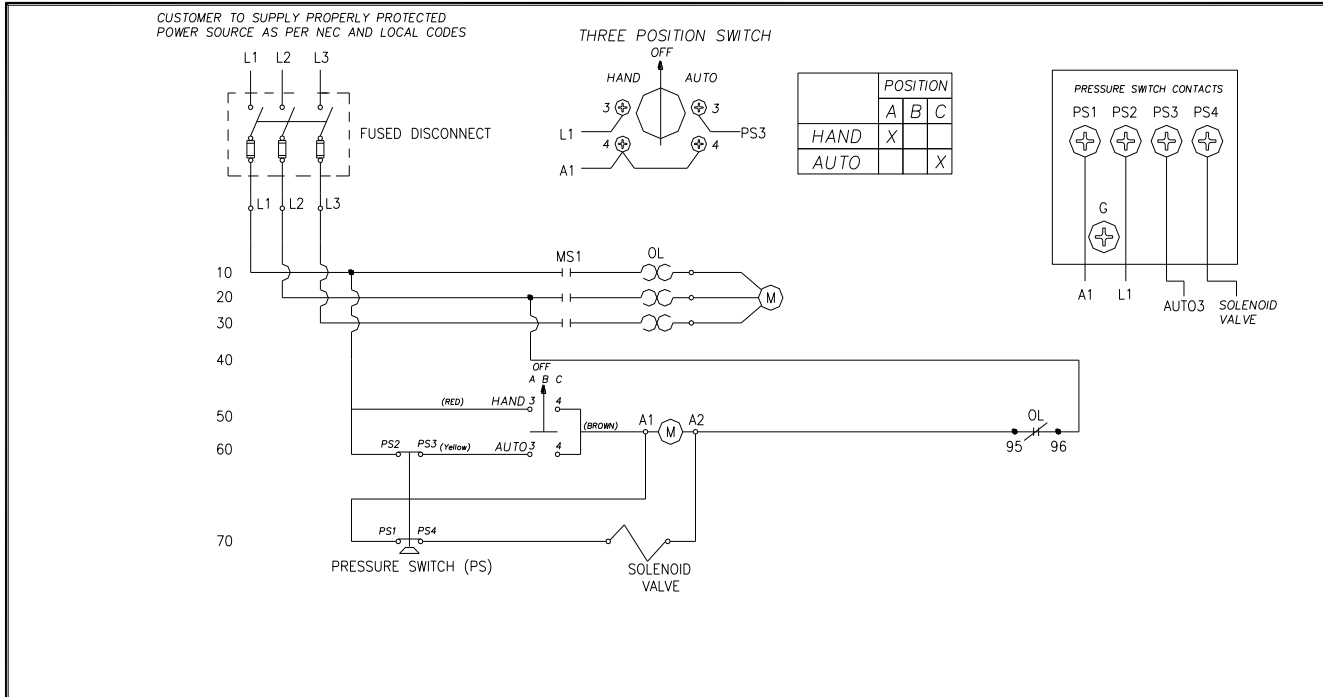 CUSTOMER TO SUPPLY PROPERLY PROTECTED
POWER SOURCE AS PER NEC AND LOCAL CODES
L1 L2 L3
FUSED DISCONNECT
L1 L2 L3
THREE POSITION SWITCH
OFF
HAND AUTO
3 3
L1 PS3
4 4
A1
POSITION
A B C
HAND X
AUTO X
PRESSURE SWITCH CONTACTS
PS1 PS2 PS3 PS4
G
A1 L1 AUTO3 SOLENOID
VALVE
MS1 OL
10
20 M
30
40
OFF
A B C
50 (RED) HAND 3 4
(BROWN) A1 M A2 OL
95 96
60 PS2 PS3 (Yellow) AUTO 3 4
70 PS1 PS4
PRESSURE SWITCH (PS)
SOLENOID
VALVE